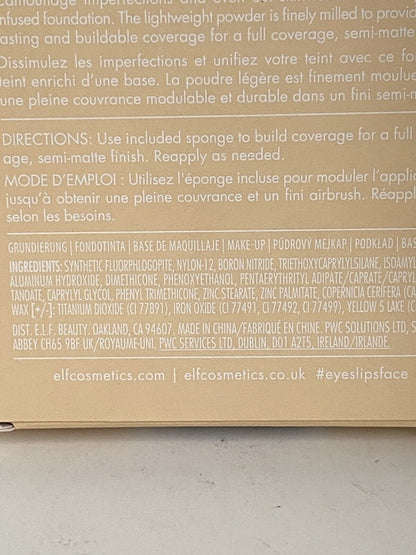 camouflage imperfections and even out skin
infused foundation. The lightweight powder is finely milled to provid
asting and buildable coverage for a full coverage, semi-matte
Dissimulez les imperfections et unifiez votre teint avec ce fo
teint enrichi d'une base. La poudre légère est finement moulue
une pleine couvrance modulable et durable dans un fini semi-m
DIRECTIONS: Use included sponge to build coverage for a full
age, semi-matte finish. Reapply as needed.
MODE D'EMPLOI : Utilisez l'éponge incluse pour moduler l'applic
jusqu'à obtenir une pleine couvrance et un fini airbrush. Réappl
selon les besoins.
GRUNDIERUNG | FONDOTINTA | BASE DE MAQUILLAJE | MAKE-UP | PÚDROVÝ MEJKAP | PODKŁAD | BAS
INGREDIENTS: SYNTHETIC FLUORPHLOGOPITE, NYLON-12, BORON NITRIDE, TRIETHOXYCAPRYLYLSILANE, ISOAMYL
ALUMINUM HYDROXIDE, DIMETHICONE, PHENOXYETHANOL, PENTAERYTHRITYL ADIPATE/CAPRATE/CAPRYL
TANOATE, CAPRYLYL GLYCOL, PHENYL TRIMETHICONE, ZINC STEARATE, ZINC PALMITATE, COPERNICIA CERIFERA (CA
WAX [+/-]: TITANIUM DIOXIDE (CI 77891), IRON OXIDE (CI 77491, CI 77492, CI 77499), YELLOW 5 LAKE (C
DIST. E.L.F. BEAUTY. OAKLAND, CA 94607. MADE IN CHINA/FABRIQUÉ EN CHINE. PWC SOLUTIONS LTD, S
ABBEY CH65 9BF UK/ROYAUME-UNI. PWC SERVICES LTD, DUBLIN, D01 A2T5, IRELAND/IRLANDE.
elfcosmetics.com | elfcosmetics.co.uk #eyeslipsface